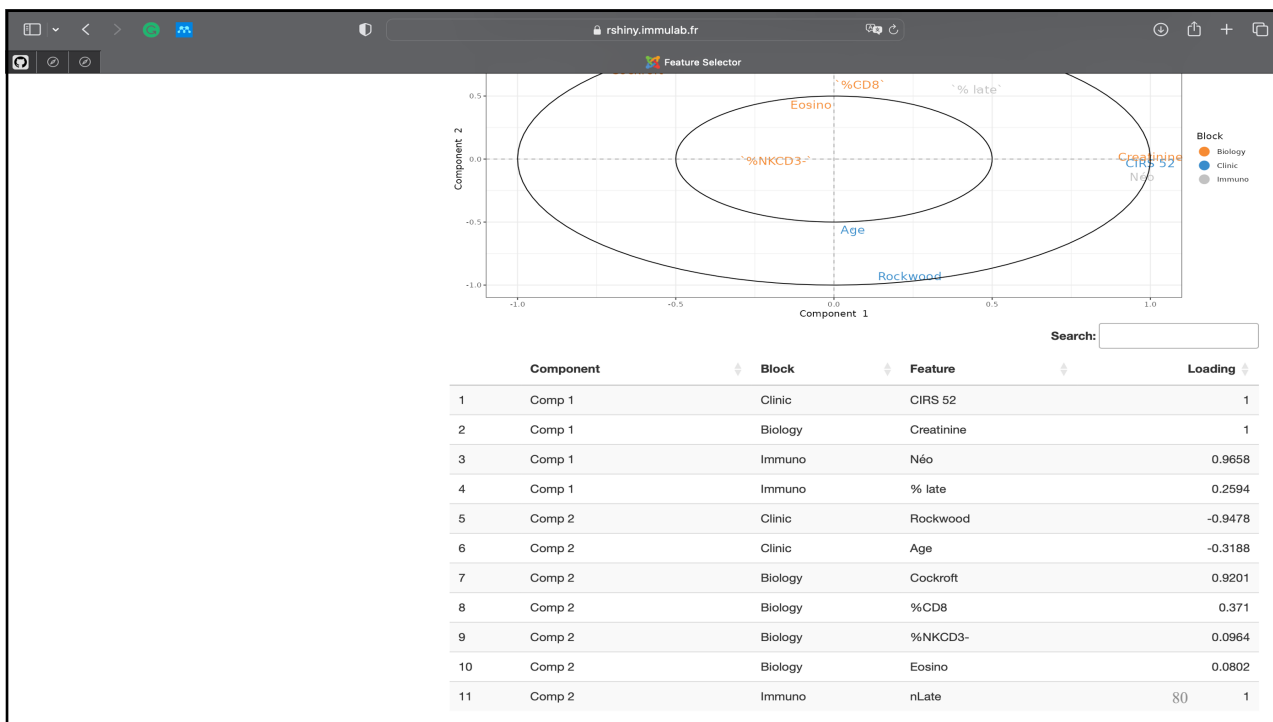 rshiny.immulab.fr
Feature Selector
`%CD8`
`% late`
Eosino
0.5
Component 2
Block
Biology
Clinic
Immuno
0.0
`%NKCD3-`
Creatinine
CIRS 52
Néo
-0.5
Age
Rockwood
-1.0
-1.0 -0.5 0.0 0.5 1.0
Component 1
Search:
Component Block Feature Loading
1 Comp 1 Clinic CIRS 52 1
2 Comp 1 Biology Creatinine 1
3 Comp 1 Immuno Néo 0.9658
4 Comp 1 Immuno % late 0.2594
5 Comp 2 Clinic Rockwood -0.9478
6 Comp 2 Clinic Age -0.3188
7 Comp 2 Biology Cockroft 0.9201
8 Comp 2 Biology %CD8 0.371
9 Comp 2 Biology %NKCD3- 0.0964
10 Comp 2 Biology Eosino 0.0802
11 Comp 2 Immuno nLate 1
80